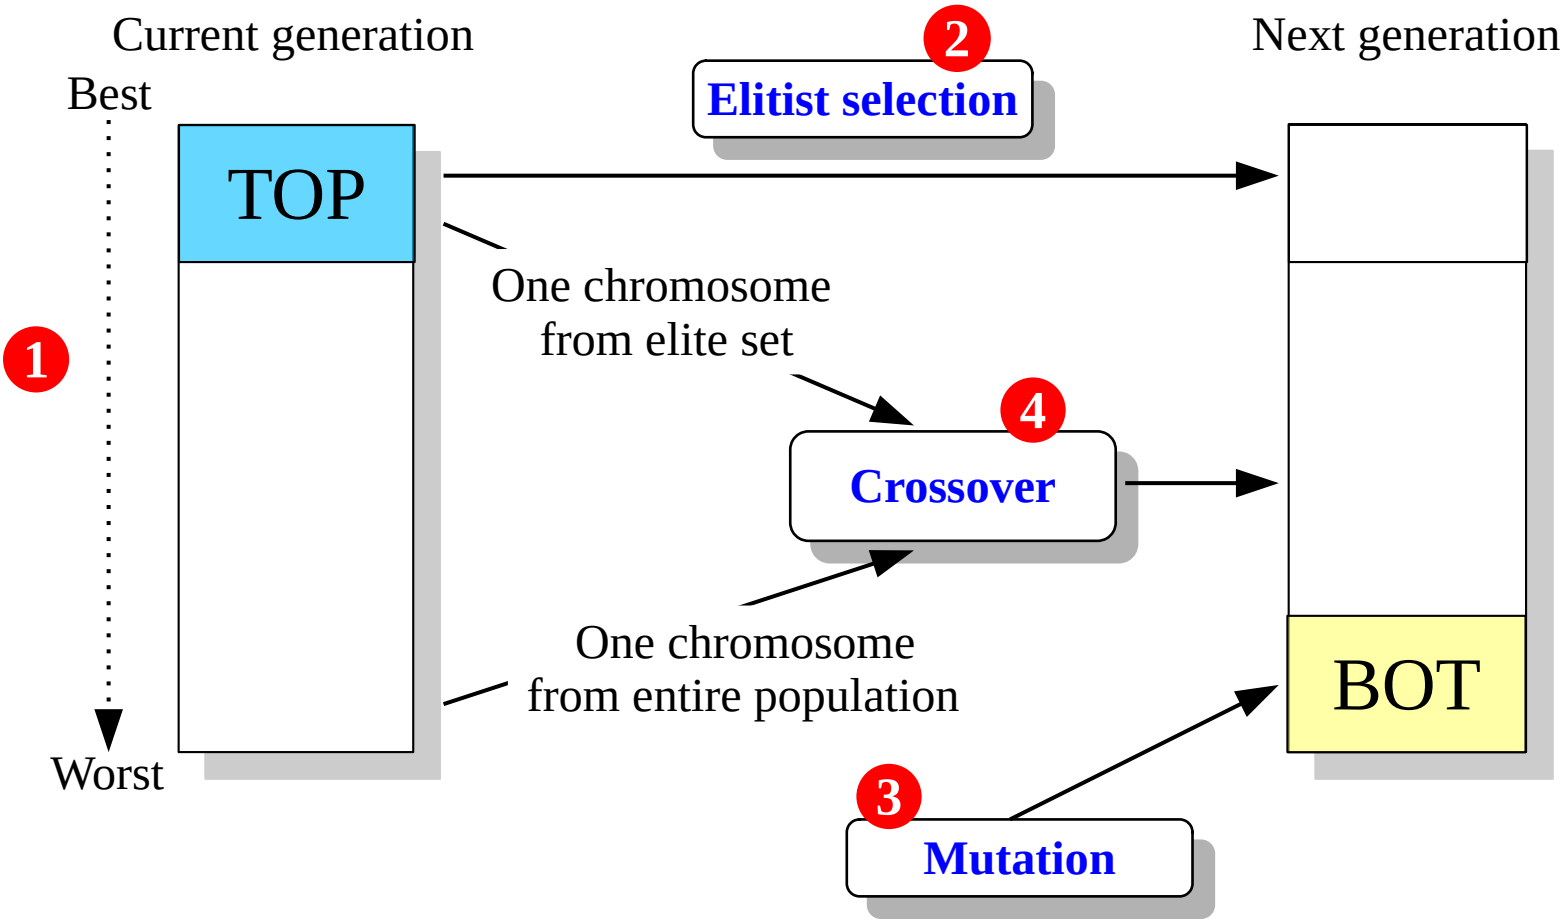 Current generation
2
Next generation
Best
Elitist selection
TOP
One chromosome
from elite set
1
4
Crossover
One chromosome
from entire population
BOT
Worst
3
Mutation